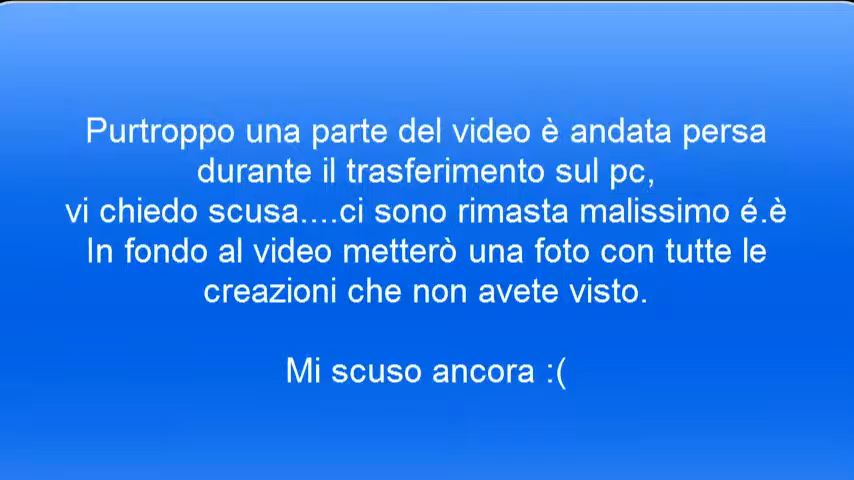 Purtroppo una parte del video è andata persa
durante il trasferimento sul pc,
vi chiedo scusa....ci sono rimasta malissimo é.è
In fondo al video metterò una foto con tutte le
creazioni che non avete visto.
Mi scuso ancora :(